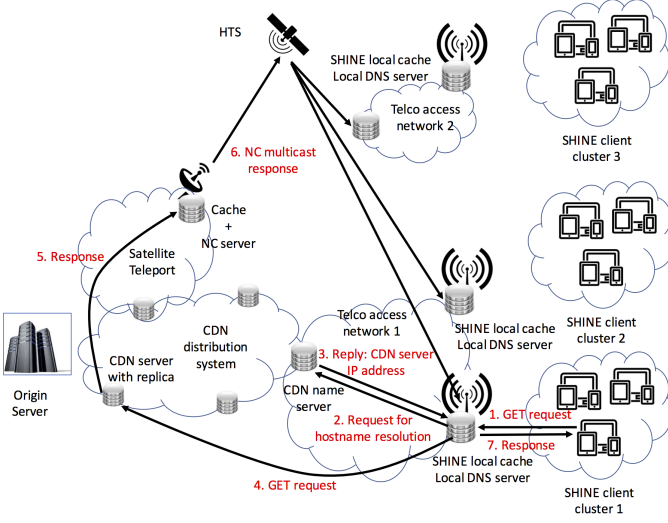 HTS
SHINE local cache
Local DNS server
Telco access
network 2
SHINE client
cluster 3
6. NC multicast
response
Cache
+
NC server
5. Response
Satellite
Teleport
Telco access
network 1
SHINE local cache
Local DNS server
SHINE client
cluster 2
CDN
distribution
system
CDN server
with replica
3. Reply: CDN server
IP address
CDN name
server
Origin
Server
2. Request for
hostname resolution
1. GET request
7. Response
SHINE local cache
Local DNS server
4. GET request
SHINE client
cluster 1